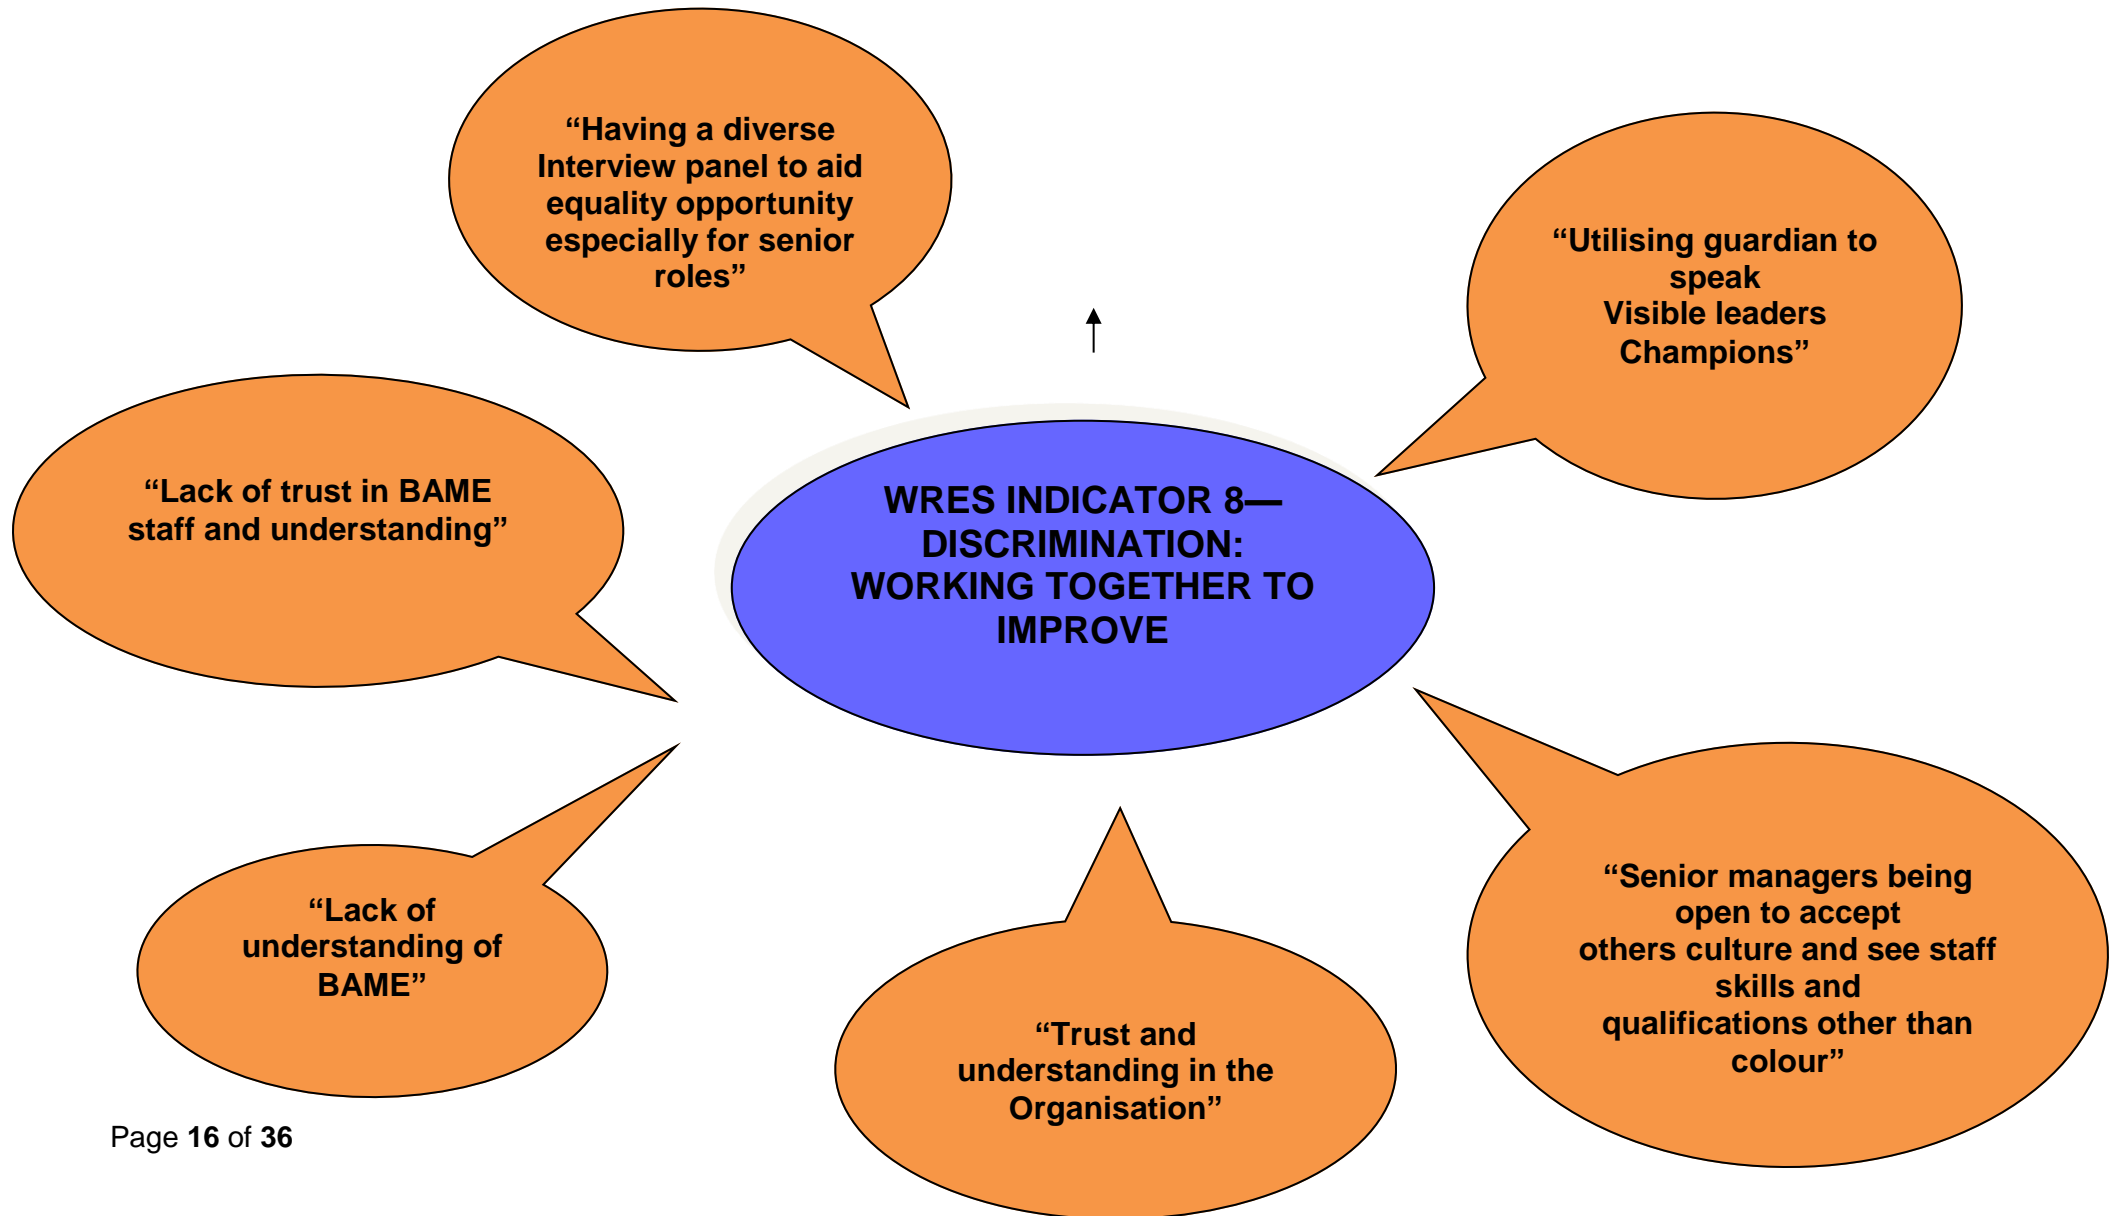 “Having a diverse
Interview panel to aid
equality opportunity
especially for senior
roles”
“Utilising guardian to
speak
Visible leaders
Champions”
“Lack of trust in BAME
staff and understanding”
WRES INDICATOR 8—
DISCRIMINATION:
WORKING TOGETHER TO
IMPROVE
“Lack of
understanding of
BAME”
“Trust and
understanding in the
Organisation”
“Senior managers being
open to accept
others culture and see staff
skills and
qualifications other than
colour”
Page 16 of 36